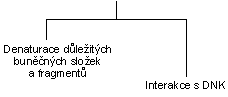 Denaturace důležitých
buněčných složek
a fragmentů
Interakce s DNK